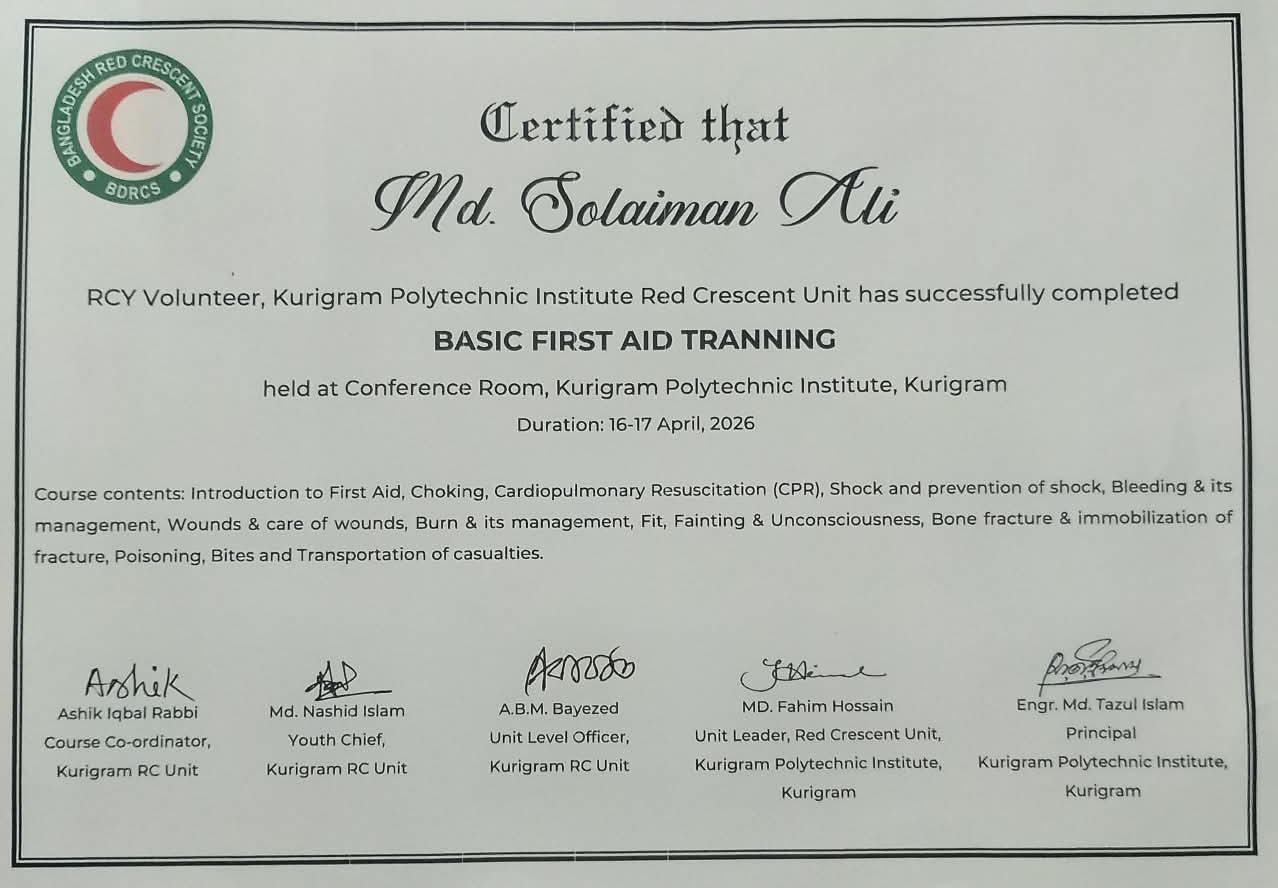 BANGLADESH RED CRESCENT SOCIETY
BDRCS
Certified that
Md. Solaiman Ali
RCY Volunteer, Kurigram Polytechnic Institute Red Crescent Unit has successfully completed
BASIC FIRST AID TRANNING
held at Conference Room, Kurigram Polytechnic Institute, Kurigram
Duration: 16-17 April, 2026
Course contents: Introduction to First Aid, Choking, Cardiopulmonary Resuscitation (CPR), Shock and prevention of shock, Bleeding & its
management, Wounds & care of wounds, Burn & its management, Fit, Fainting & Unconsciousness, Bone fracture & immobilization of
fracture, Poisoning, Bites and Transportation of casualties.
Ashik
Ashik Iqbal Rabbi
Course Co-ordinator,
Kurigram RC Unit
Md. Nashid Islam
Youth Chief,
Kurigram RC Unit
A.B.M. Bayezed
Unit Level Officer,
Kurigram RC Unit
MD. Fahim Hossain
Unit Leader, Red Crescent Unit,
Kurigram Polytechnic Institute,
Kurigram
Engr. Md. Tazul Islam
Principal
Kurigram Polytechnic Institute,
Kurigram